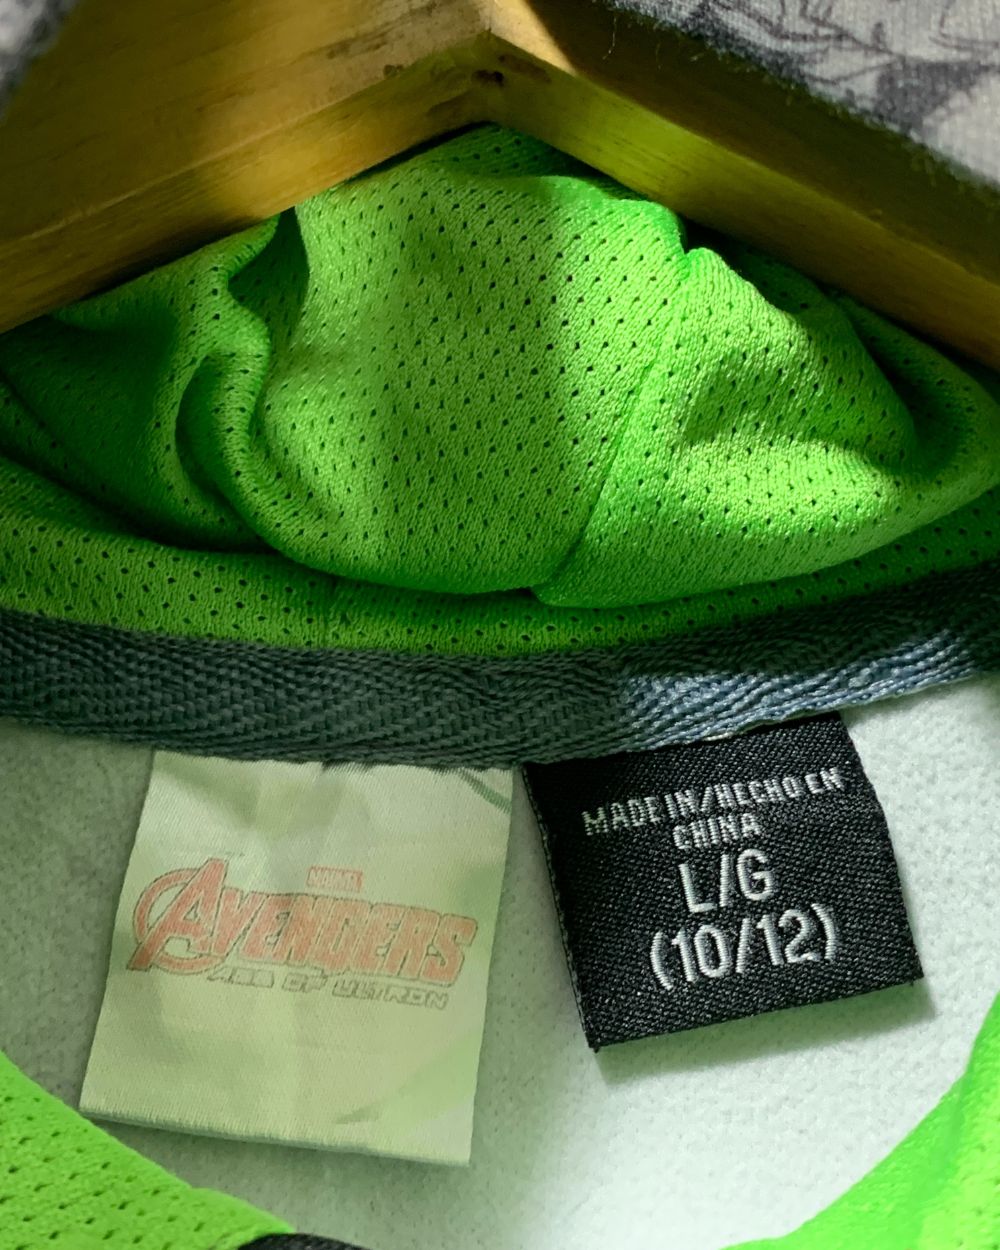 MARVEL
AVENGERS
AGE OF ULTRON
MADE IN/HECHO EN
CHINA
L/G
(10/12)